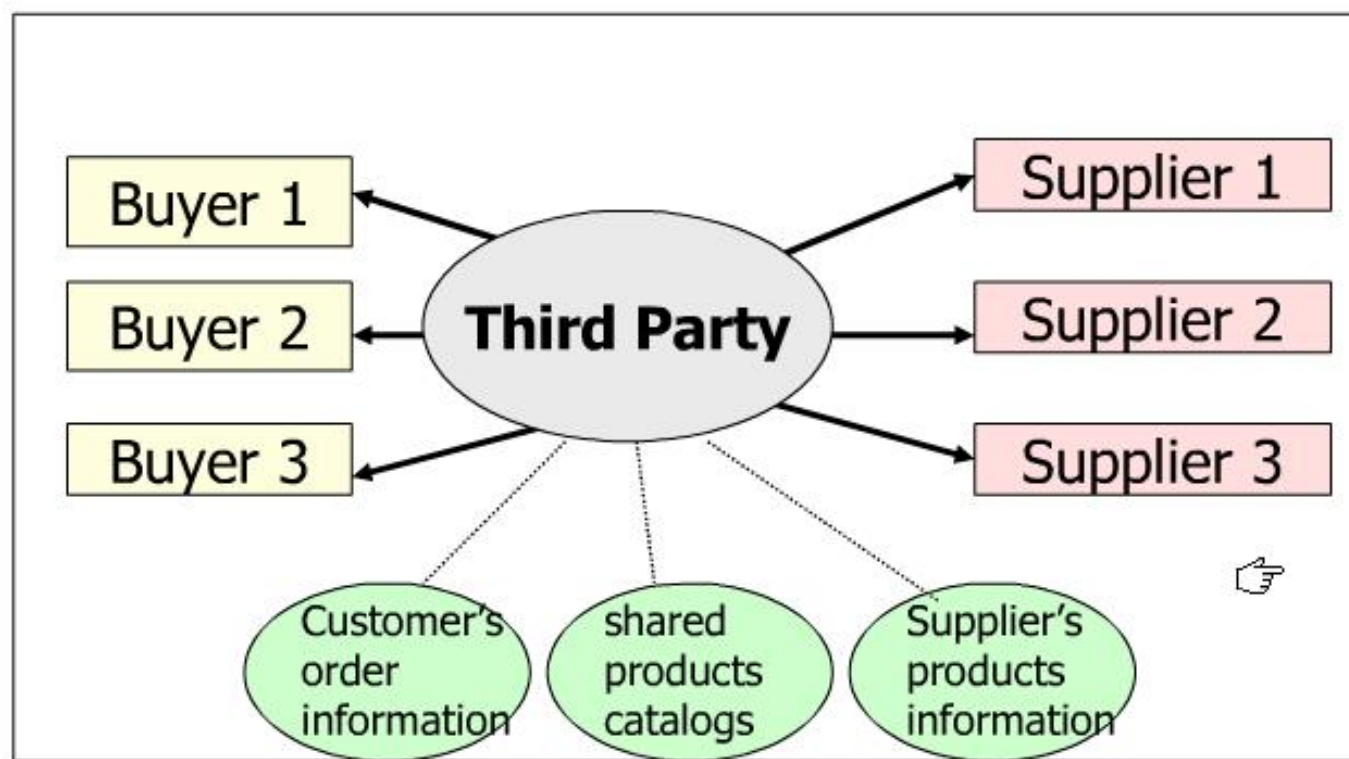 Buyer 1
Supplier 1
Buyer 2
Third Party
Supplier 2
Buyer 3
Supplier 3
Customer’s
order
information
shared
products
catalogs
Supplier’s
products
information